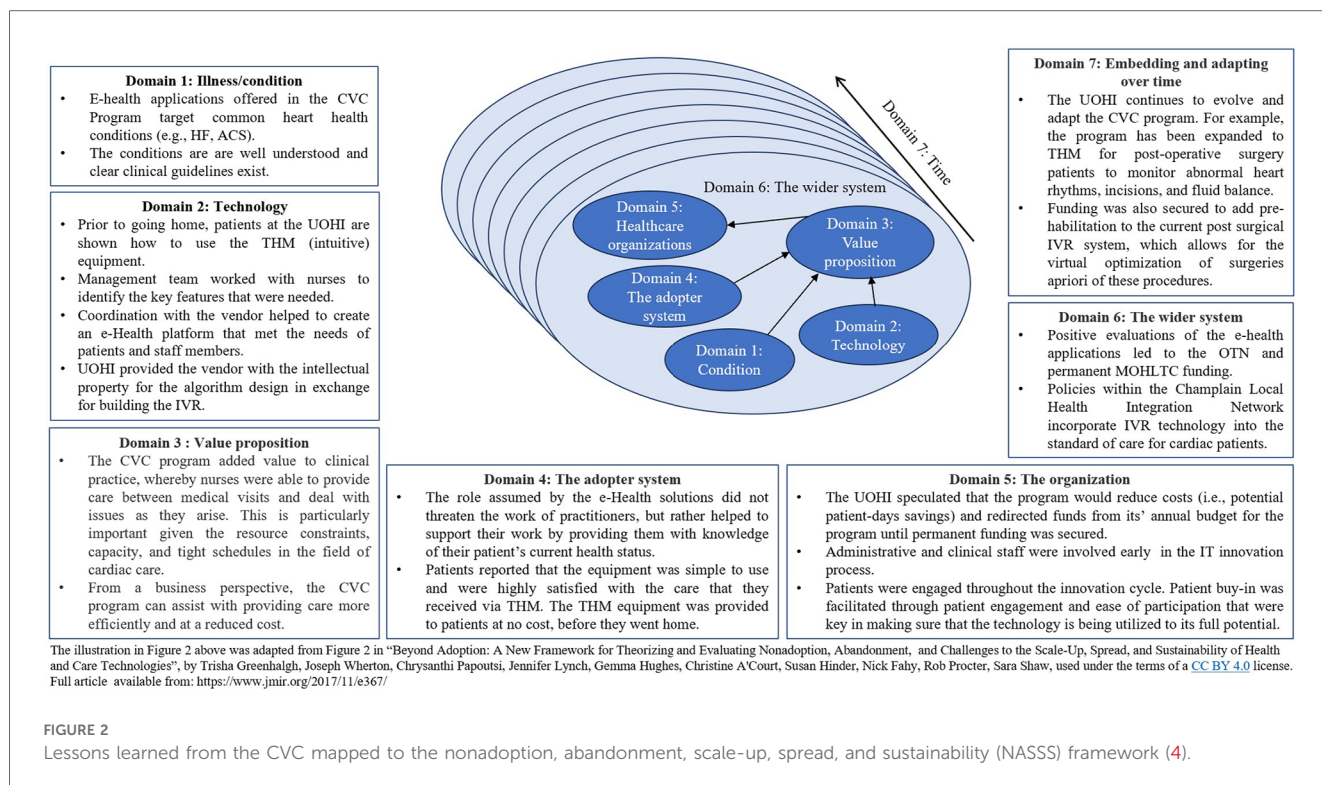 Domain 1: Illness/condition
• E-health applications offered in the CVC
Program target common heart health
conditions (e.g., HF, ACS).
• The conditions are are well understood and
clear clinical guidelines exist.
Domain 2: Technology
• Prior to going home, patients at the UOHI are
shown how to use the THM (intuitive)
equipment.
• Management team worked with nurses to
identify the key features that were needed.
• Coordination with the vendor helped to create
an e-Health platform that met the needs of
patients and staff members.
• UOHI provided the vendor with the intellectual
property for the algorithm design in exchange
for building the IVR.
Domain 3 : Value proposition
• The CVC program added value to clinical
practice, whereby nurses were able to provide
care between medical visits and deal with
issues as they arise. This is particularly
important given the resource constraints,
capacity, and tight schedules in the field of
cardiac care.
• From a business perspective, the CVC
program can assist with providing care more
efficiently and at a reduced cost.
Domain 7: Time
Domain 6: The wider system
Domain 5:
Healthcare
organizations
Domain 3:
Value
proposition
Domain 4:
The adopter
system
Domain 2:
Technology
Domain 1:
Condition
Domain 7: Embedding and adapting
over time
• The UOHI continues to evolve and
adapt the CVC program. For example,
the program has been expanded to
THM for post-operative surgery
patients to monitor abnormal heart
rhythms, incisions, and fluid balance.
• Funding was also secured to add pre-
habilitation to the current post surgical
IVR system, which allows for the
virtual optimization of surgeries
apriori of these procedures.
Domain 6: The wider system
• Positive evaluations of the e-health
applications led to the OTN and
permanent MOHLTC funding.
• Policies within the Champlain Local
Health Integration Network
incorporate IVR technology into the
standard of care for cardiac patients.
Domain 4: The adopter system
• The role assumed by the e-Health solutions did not
threaten the work of practitioners, but rather helped to
support their work by providing them with knowledge
of their patient's current health status.
• Patients reported that the equipment was simple to use
and were highly satisfied with the care that they
received via THM. The THM equipment was provided
to patients at no cost, before they went home.
Domain 5: The organization
• The UOHI speculated that the program would reduce costs (i.e., potential
patient-days savings) and redirected funds from its' annual budget for the
program until permanent funding was secured.
• Administrative and clinical staff were involved early in the IT innovation
process.
• Patients were engaged throughout the innovation cycle. Patient buy-in was
facilitated through patient engagement and ease of participation that were
key in making sure that the technology is being utilized to its full potential.
The illustration in Figure 2 above was adapted from Figure 2 in “Beyond Adoption: A New Framework for Theorizing and Evaluating Nonadoption, Abandonment, and Challenges to the Scale-Up, Spread, and Sustainability of Health
and Care Technologies”, by Trisha Greenhalgh, Joseph Wherton, Chrysanthi Papoutsi, Jennifer Lynch, Gemma Hughes, Christine A'Court, Susan Hinder, Nick Fahy, Rob Procter, Sara Shaw, used under the terms of a CC BY 4.0 license.
Full article available from: https://www.jmir.org/2017/11/e367/
FIGURE 2
Lessons learned from the CVC mapped to the nonadoption, abandonment, scale-up, spread, and sustainability (NASSS) framework (4).